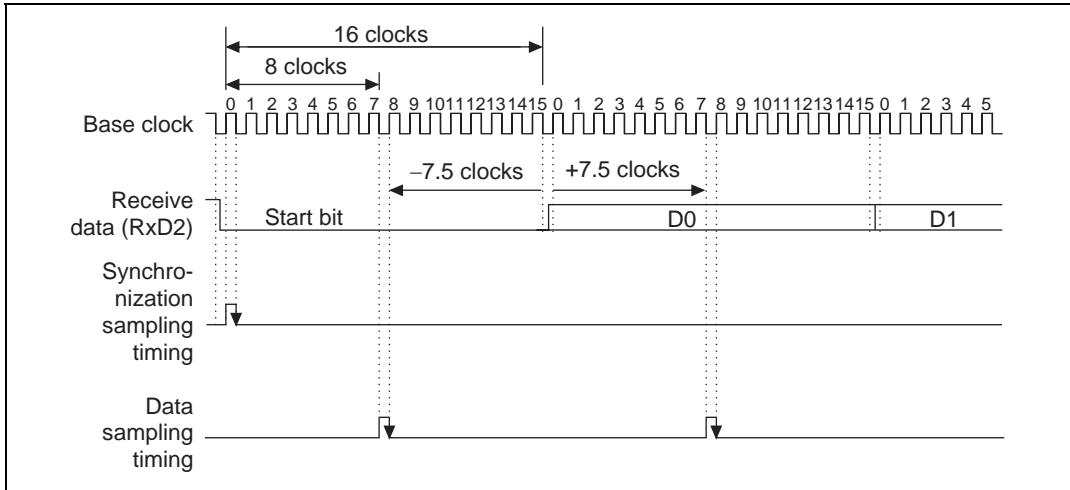 16 clocks
8 clocks
0 1 2 3 4 5 6 7 8 9 10 11 12 13 14 15 0 1 2 3 4 5 6 7 8 9 10 11 12 13 14 15 0 1 2 3 4 5
Base clock
−7.5 clocks +7.5 clocks
Receive
data (RxD2)
Start bit D0 D1
Synchro-
nization
sampling
timing
Data
sampling
timing